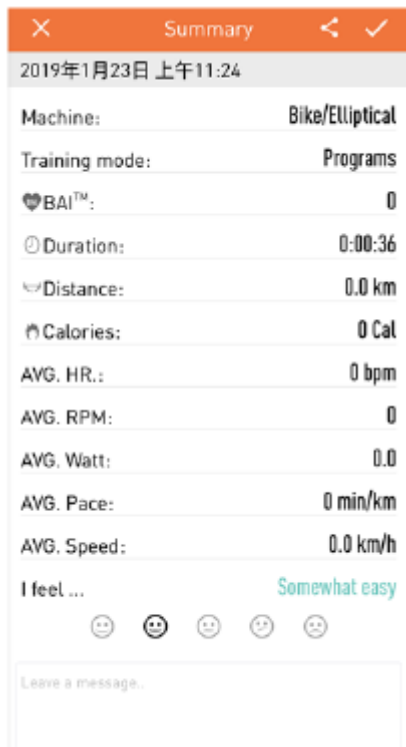 Summary
2019年1月23日 上午11:24
Machine: Bike/Elliptical
Training mode: Programs
BAI™: 0
Duration: 0:00:36
Distance: 0.0 km
Calories: 0 Cal
AVG. HR.: 0 bpm
AVG. RPM: 0
AVG. Watt: 0.0
AVG. Pace: 0 min/km
AVG. Speed: 0.0 km/h
I feel ... Somewhat easy
Leave a message..